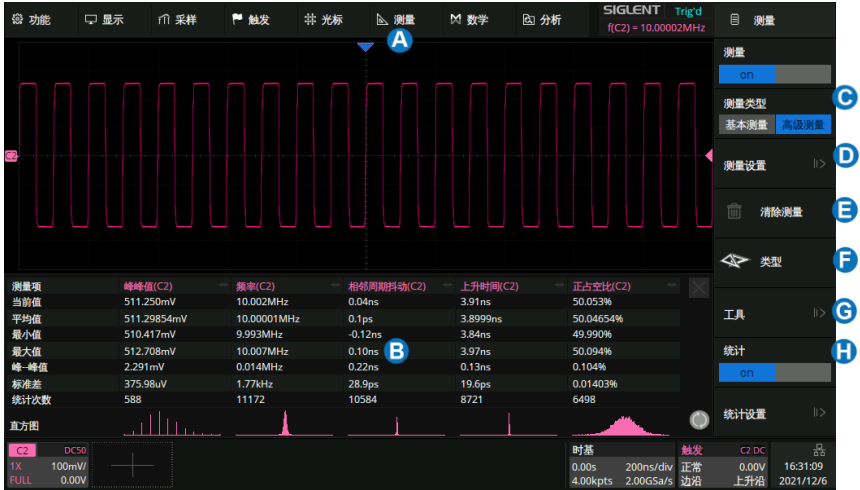 功能 显示 采样 触发 光标 测量 数学 分析 SIGLENT Trig'd 测量
f(C2) = 10.00002MHz
A
测量
on
C
测量类型
基本测量 高级测量
D
测量设置
C2
E
清除测量
F
类型
G
工具
H
统计
on
统计设置
测量项 峰峰值(C2) 频率(C2) 相邻周期抖动(C2) 上升时间(C2) 正占空比(C2)
当前值 511.250mV 10.002MHz 0.04ns 3.91ns 50.053%
平均值 511.29854mV 10.00001MHz 0.1ps 3.8999ns 50.04654%
最小值 510.417mV 9.993MHz -0.12ns 3.84ns 49.990%
最大值 512.708mV 10.007MHz 0.10ns B 3.97ns 50.094%
峰--峰值 2.291mV 0.014MHz 0.22ns 0.13ns 0.104%
标准差 375.98uV 1.77kHz 28.9ps 19.6ps 0.01403%
统计次数 588 11172 10584 8721 6498
直方图
C2 DC50 时基 触发 C2 DC
1X 100mV/ 0.00s 200ns/div 正常 0.00V 16:31:09
FULL 0.00V 4.00kpts 2.00GSa/s 边沿 上升沿 2021/12/6